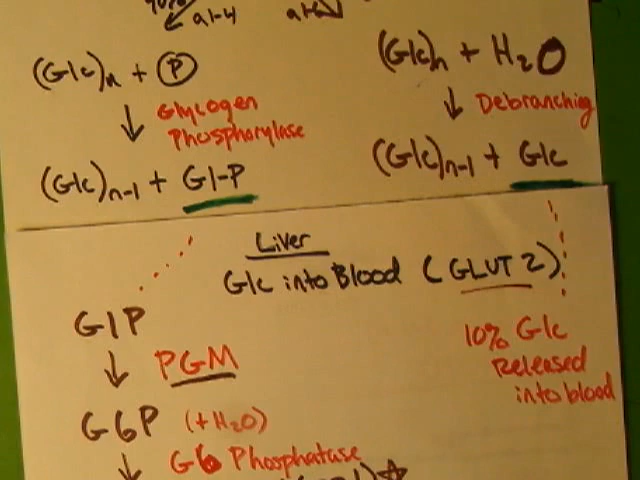 α1-4
(Glc)n + P
(Glc)n + H2O
Glycogen
Phosphorylase
Debranching
(Glc)n-1 + G1-P
(Glc)n-1 + Glc
Liver
Glc into Blood (GLUT 2)
G1P
PGM
10% Glc
Released
into blood
G6P (+H2O)
G6 Phosphatase